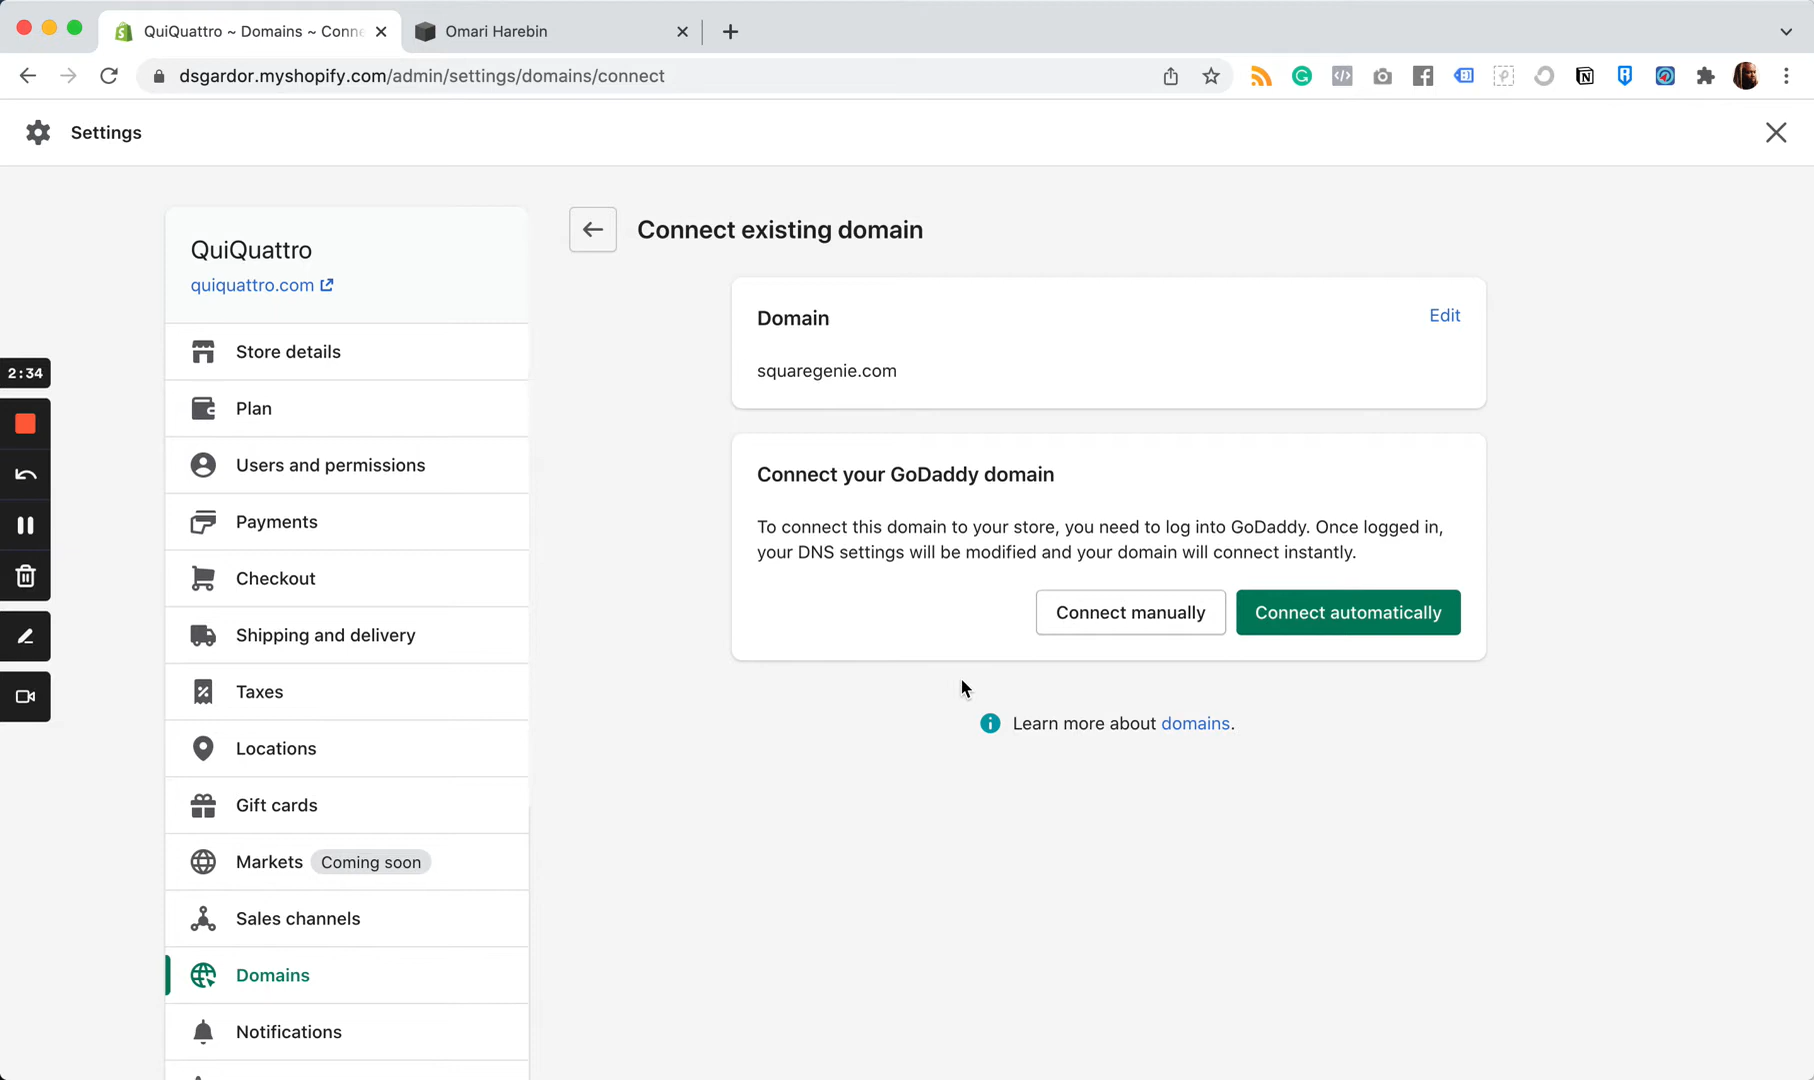 QuiQuattro ~ Domains ~ Conne
Omari Harebin
dsgardor.myshopify.com/admin/settings/domains/connect
Settings
QuiQuattro
quiquattro.com
Store details
Plan
Users and permissions
Payments
Checkout
Shipping and delivery
Taxes
Locations
Gift cards
Markets Coming soon
Sales channels
Domains
Notifications
2:34
Connect existing domain
Domain
Edit
squaregenie.com
Connect your GoDaddy domain
To connect this domain to your store, you need to log into GoDaddy. Once logged in,
your DNS settings will be modified and your domain will connect instantly.
Connect manually
Connect automatically
Learn more about domains.